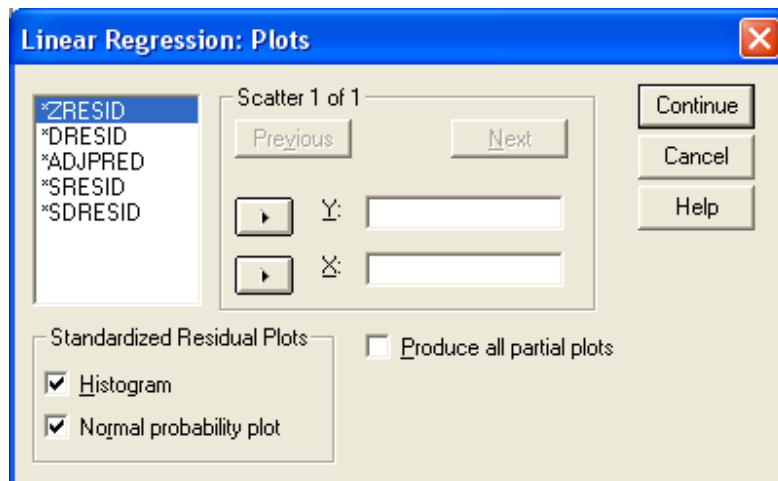 Linear Regression: Plots
*ZRESID
*DRESID
*ADJPRED
*SRESID
*SDRESID
Scatter 1 of 1
Previous
Next
Y:
X:
Continue
Cancel
Help
Standardized Residual Plots
Histogram
Normal probability plot
Produce all partial plots